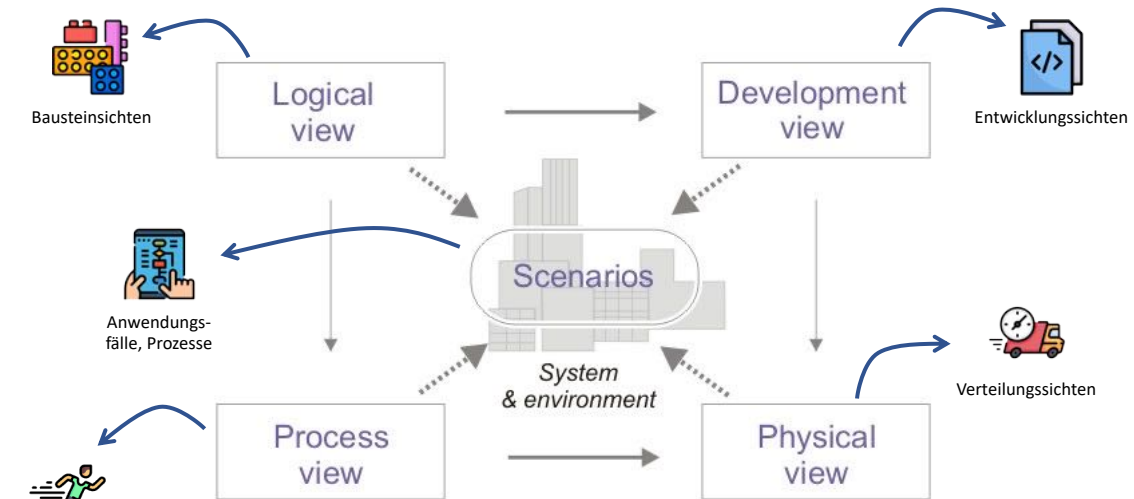 Logical
view
Development
view
</>
Bausteinsichten
Entwicklungssichten
Scenarios
Anwendungs-
fälle, Prozesse
System
& environment
Verteilungssichten
Process
view
Physical
view